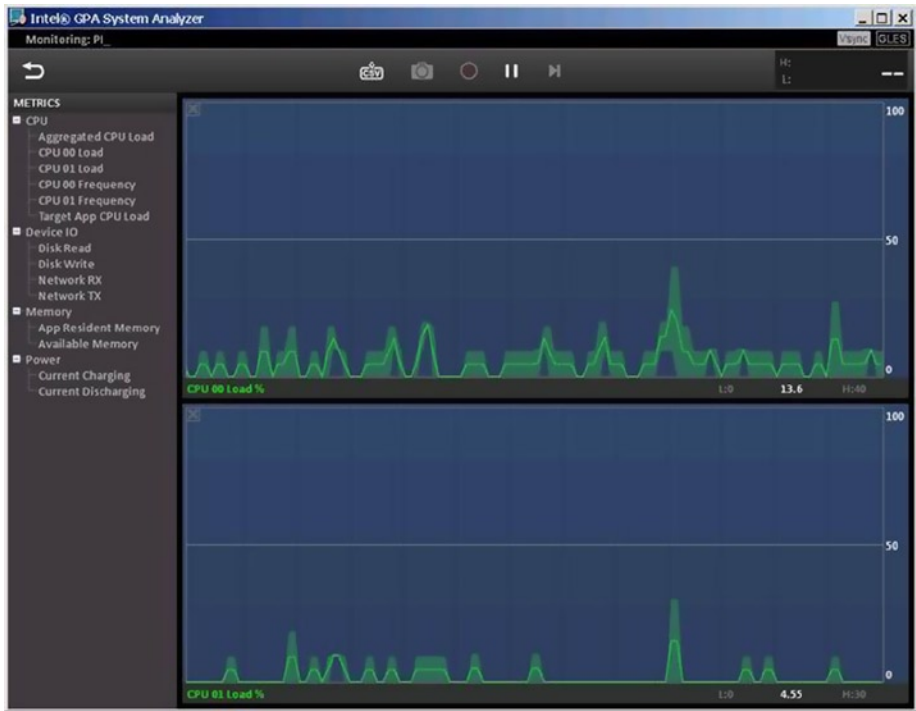 Intel® GPA System Analyzer
Monitoring: PI_
Vsync GLES
CSV
H:
L:
--
METRICS
CPU
Aggregated CPU Load
CPU 00 Load
CPU 01 Load
CPU 00 Frequency
CPU 01 Frequency
Target App CPU Load
Device IO
Disk Read
Disk Write
Network RX
Network TX
Memory
App Resident Memory
Available Memory
Power
Current Charging
Current Discharging
100
50
0
CPU 00 Load % L:0 13.6 H:40
100
50
0
CPU 01 Load % L:0 4.55 H:30